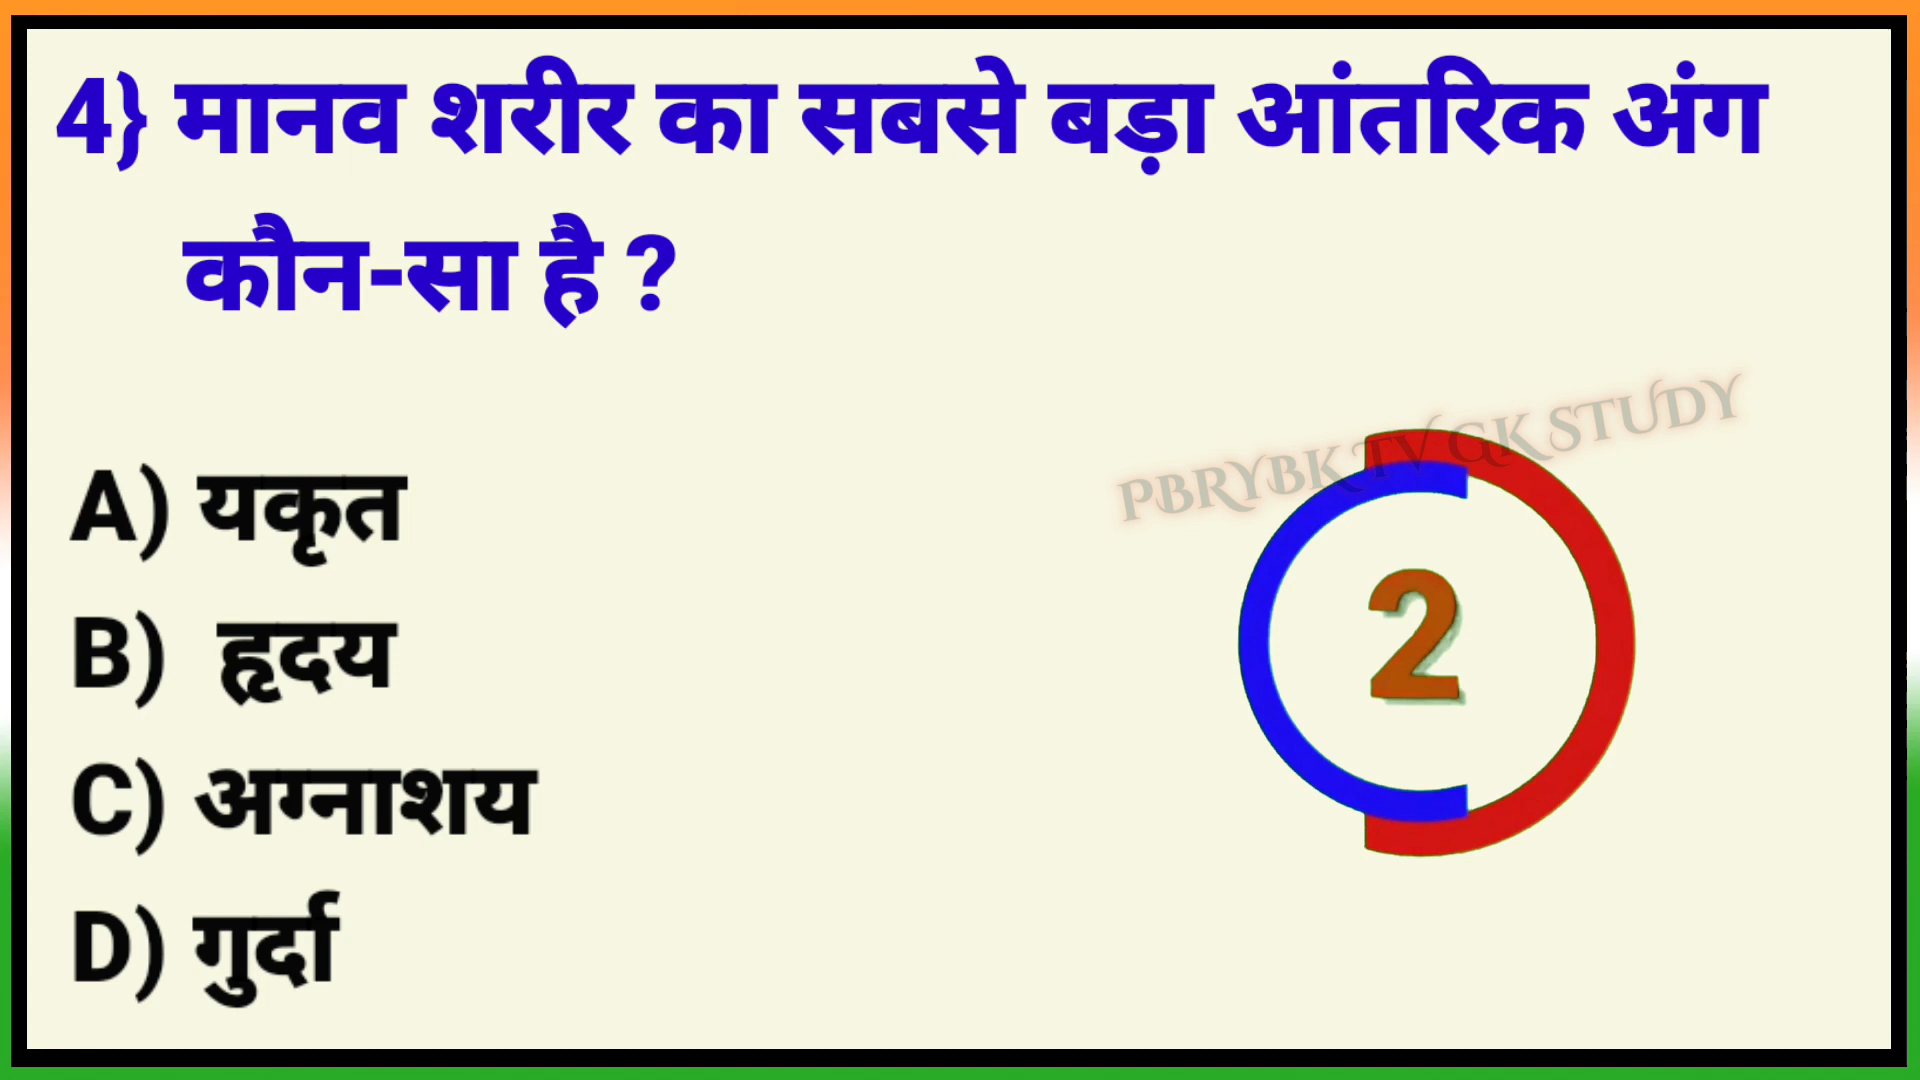 4} मानव शरीर का सबसे बड़ा आंतरिक अंग
कौन-सा है ?
PBRYBK TV GK STUDY
A) यकृत
B) हृदय
2
C) अग्नाशय
D) गुर्दा